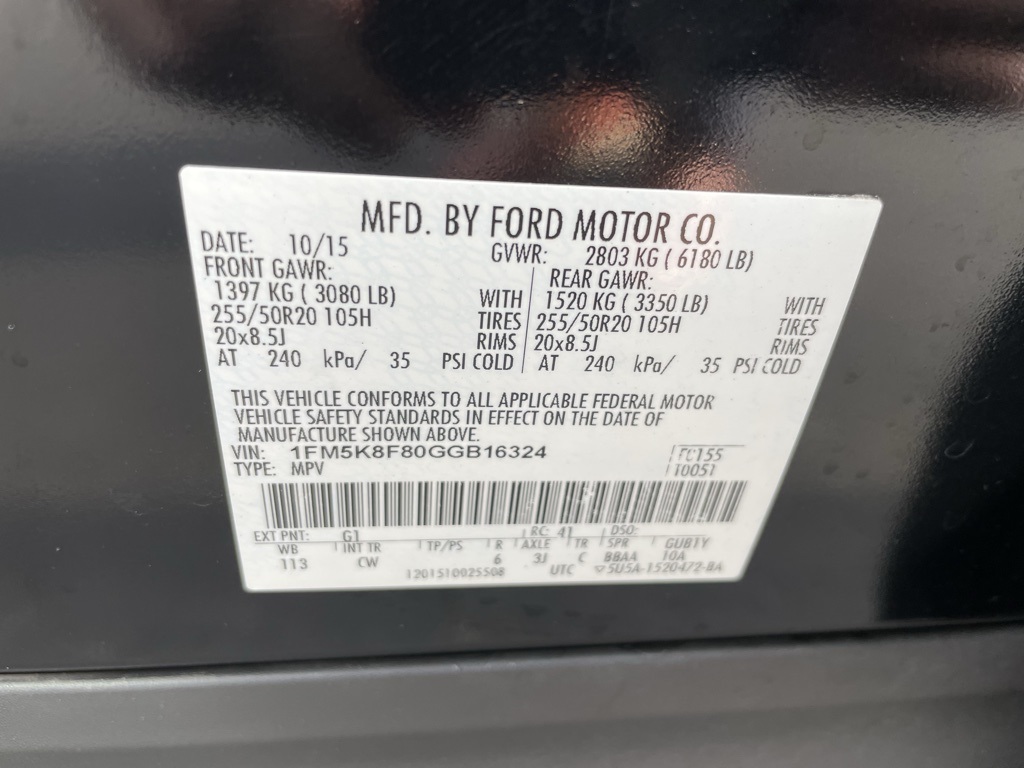 MFD. BY FORD MOTOR CO.
DATE: 10/15 GVWR: 2803 KG ( 6180 LB)
FRONT GAWR: REAR GAWR:
1397 KG ( 3080 LB) WITH 1520 KG ( 3350 LB) WITH
255/50R20 105H TIRES 255/50R20 105H TIRES
20x8.5J RIMS 20x8.5J RIMS
AT 240 kPa/ 35 PSI COLD AT 240 kPa/ 35 PSI COLD
THIS VEHICLE CONFORMS TO ALL APPLICABLE FEDERAL MOTOR
VEHICLE SAFETY STANDARDS IN EFFECT ON THE DATE OF
MANUFACTURE SHOWN ABOVE.
VIN: 1FM5K8F80GGB16324 FC155
TYPE: MPV T0051
EXT PNT: G1 RC: 41 DSO:
WB INT TR TP/PS R AXLE TR SPR GUB1Y
113 CW 6 3J C BBAA 10A
1201510025508 UTC 5U5A-1520472-BA